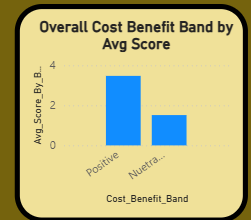 Overall Cost Benefit Band by
Avg Score
4
2
0
Avg_Score_By_B...
Positive
Nuetra...
Cost_Benefit_Band